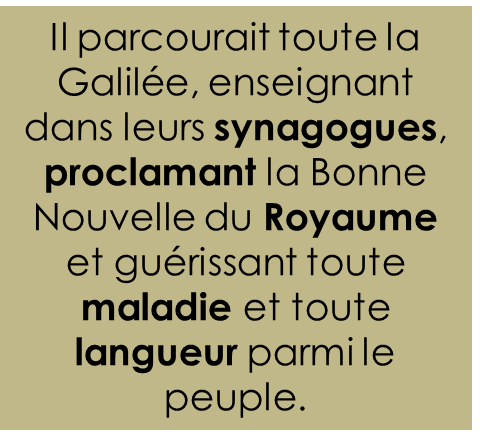 Il parcourait toute la
Galilée, enseignant
dans leurs synagogues,
proclamant la Bonne
Nouvelle du Royaume
et guérissant toute
maladie et toute
langueur parmi le
peuple.